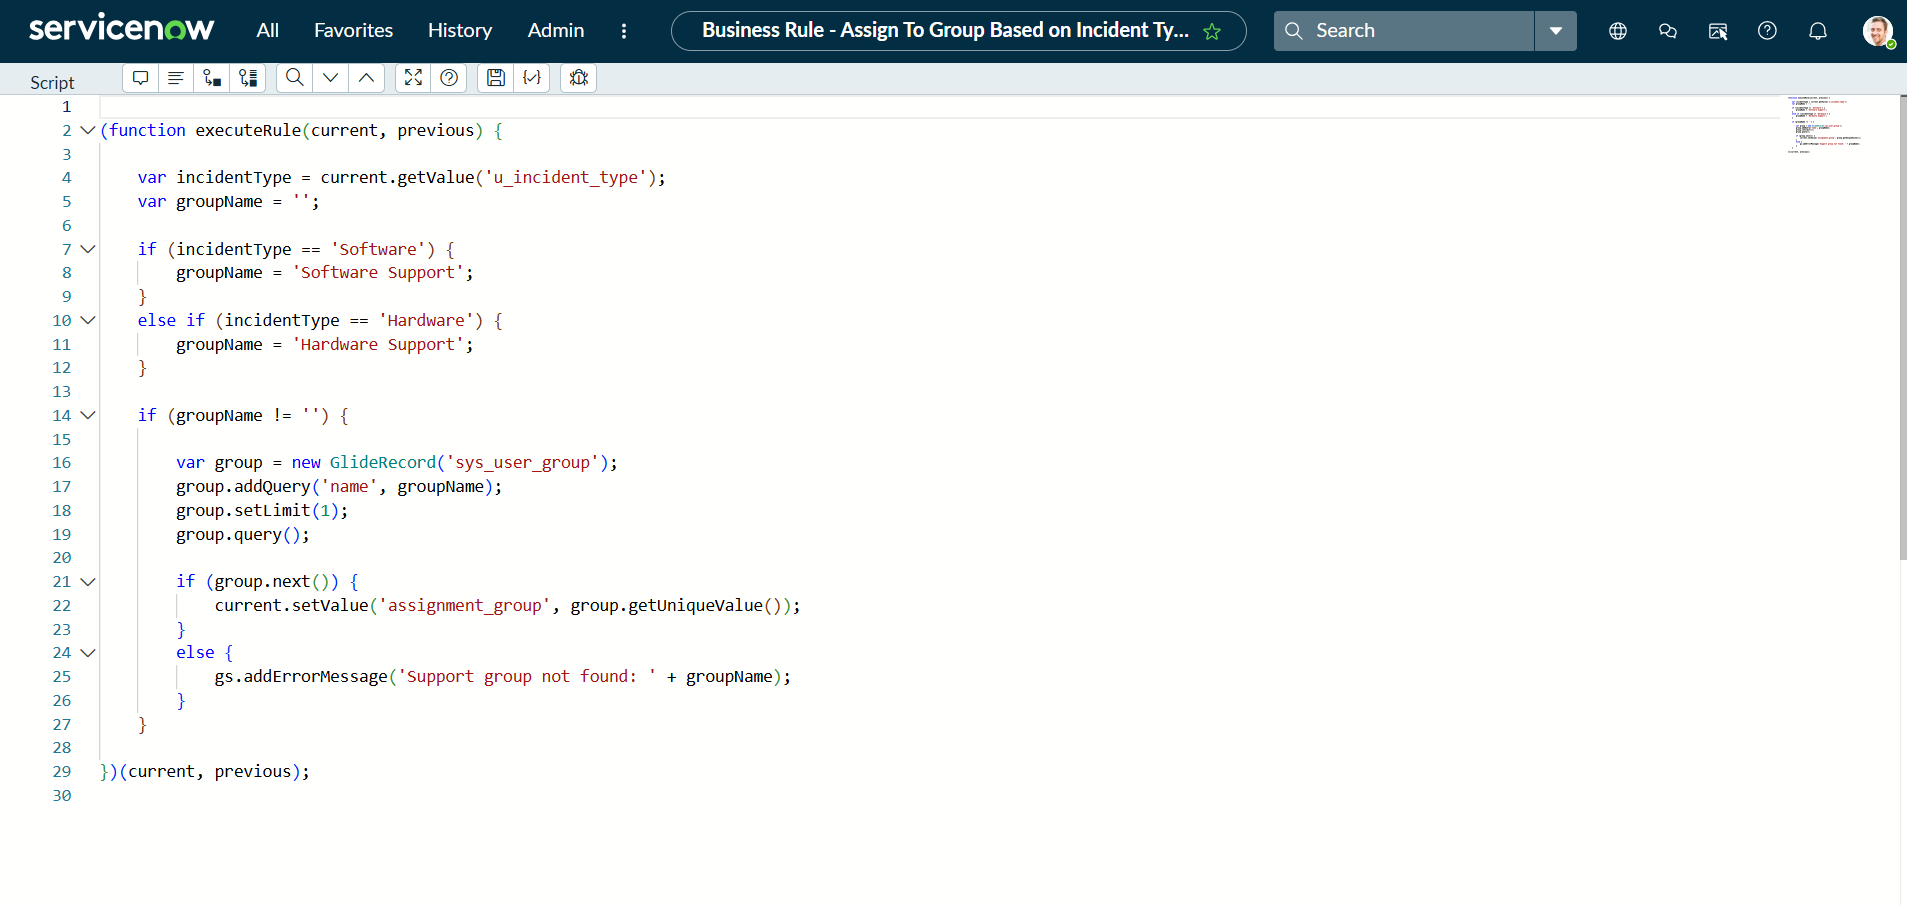 servicenow All Favorites History Admin Business Rule - Assign To Group Based on Incident Ty... Search
Script
1
2 (function executeRule(current, previous) {
3
4 var incidentType = current.getValue('u_incident_type');
5 var groupName = '';
6
7 if (incidentType == 'Software') {
8 groupName = 'Software Support';
9 }
10 else if (incidentType == 'Hardware') {
11 groupName = 'Hardware Support';
12 }
13
14 if (groupName != '') {
15
16 var group = new GlideRecord('sys_user_group');
17 group.addQuery('name', groupName);
18 group.setLimit(1);
19 group.query();
20
21 if (group.next()) {
22 current.setValue('assignment_group', group.getUniqueValue());
23 }
24 else {
25 gs.addErrorMessage('Support group not found: ' + groupName);
26 }
27 }
28
29 })(current, previous);
30